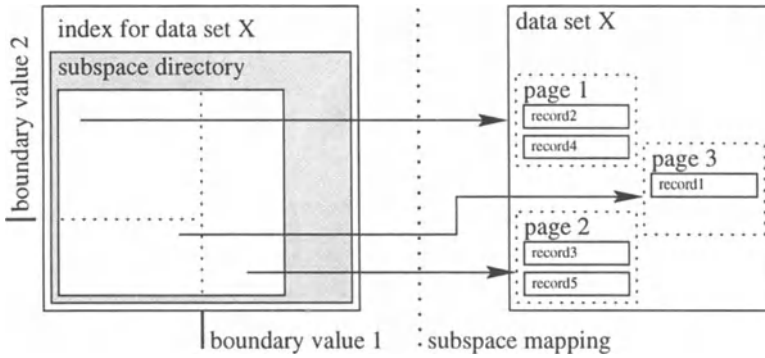 index for data set X
subspace directory
boundary value 2
data set X
page 1
record2
record4
page 3
record1
page 2
record3
record5
boundary value 1
subspace mapping